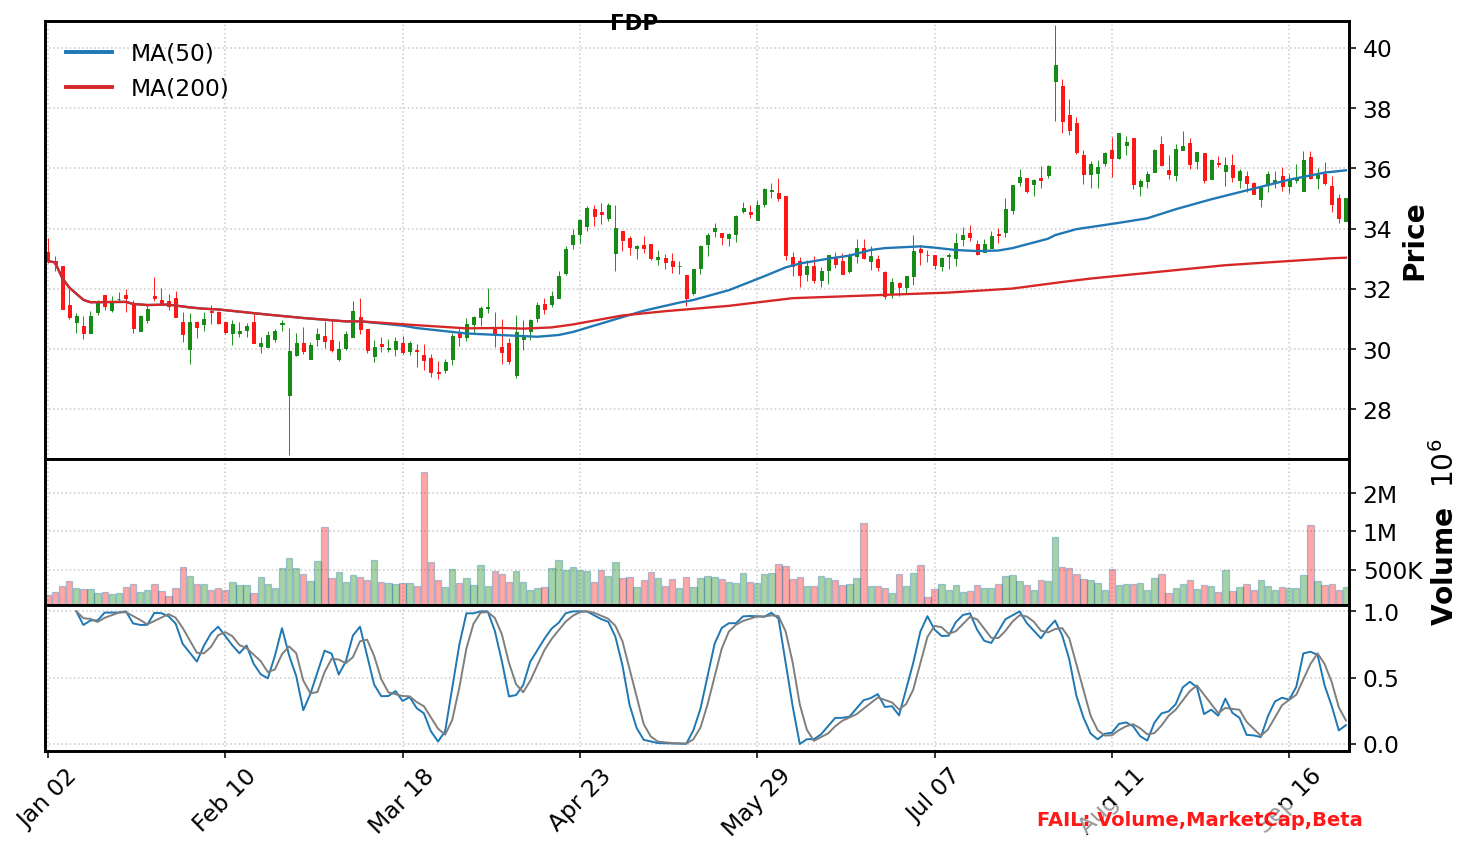 FDP
MA(50)
MA(200)
40
38
36
34
32
30
28
Price
2M
1M
500K
Volume 10^6
1.0
0.5
0.0
Jan 02
Feb 10
Mar 18
Apr 23
May 29
Jul 07
Aug 11
Sep 16
FAIL: Volume,MarketCap,Beta